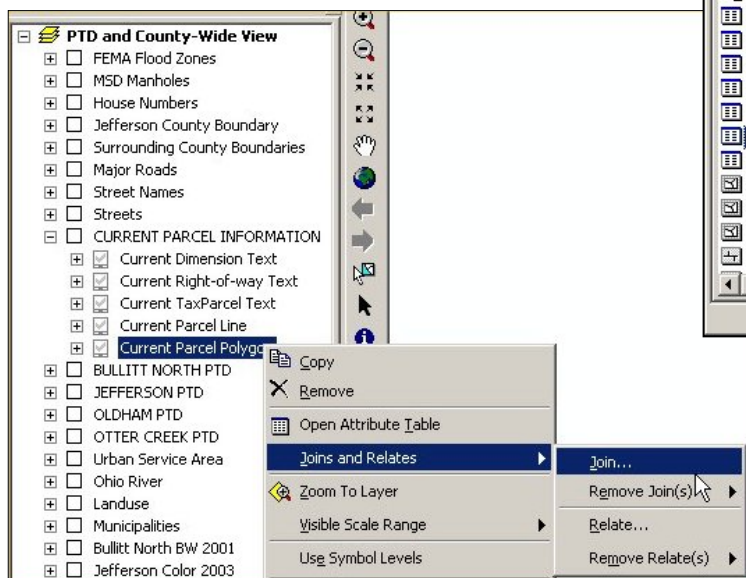 PTD and County-Wide View
FEMA Flood Zones
MSD Manholes
House Numbers
Jefferson County Boundary
Surrounding County Boundaries
Major Roads
Street Names
Streets
CURRENT PARCEL INFORMATION
Current Dimension Text
Current Right-of-way Text
Current TaxParcel Text
Current Parcel Line
Current Parcel Polygo
BULLITT NORTH PTD
JEFFERSON PTD
OLDHAM PTD
OTTER CREEK PTD
Urban Service Area
Ohio River
Landuse
Municipalities
Bullitt North BW 2001
Jefferson Color 2003
Copy
Remove
Open Attribute Table
Joins and Relates
Zoom To Layer
Visible Scale Range
Use Symbol Levels
Join...
Remove Join(s)
Relate...
Remove Relate(s)